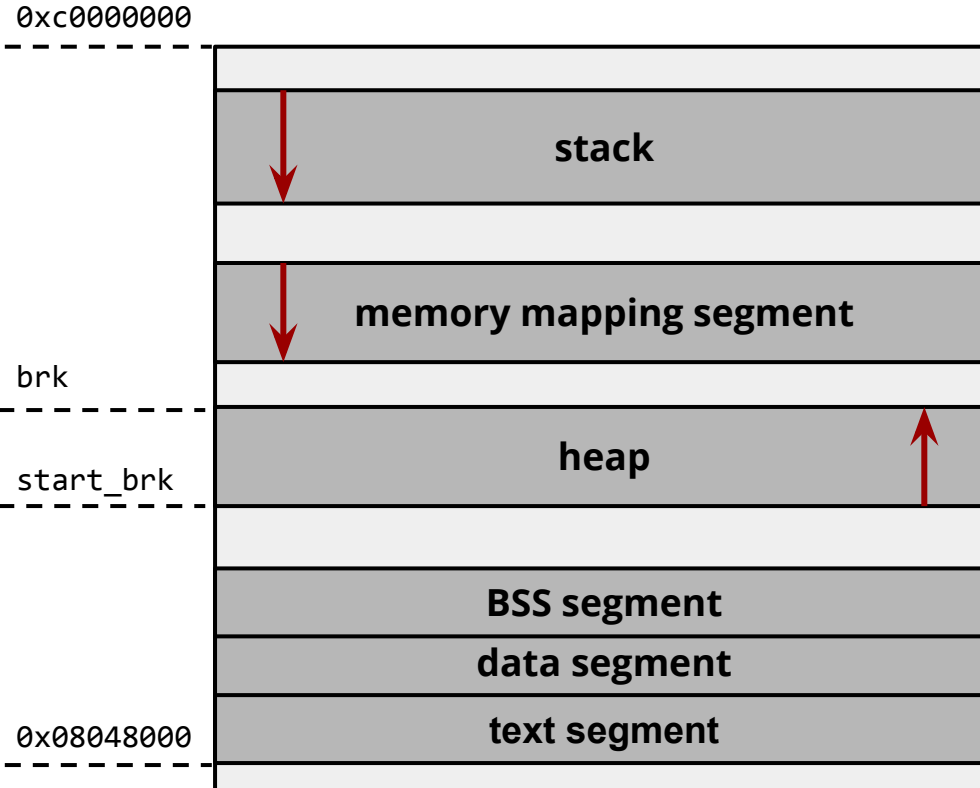 0xc0000000
stack
memory mapping segment
brk
heap
start_brk
BSS segment
data segment
text segment
0x08048000